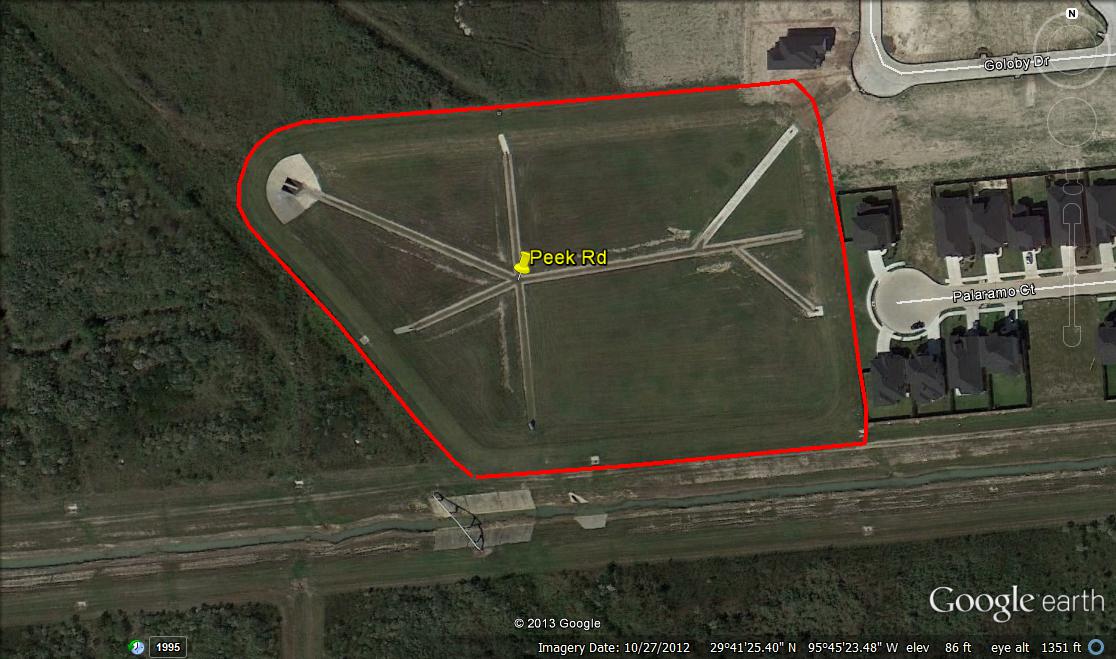 N
Goloby Dr
Peek Rd
Palaramo Ct
Google earth
© 2013 Google
1995
Imagery Date: 10/27/2012 29°41'25.40" N 95°45'23.48" W elev 86 ft eye alt 1351 ft